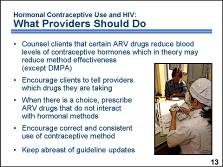 Hormonal Contraceptive Use and HIV:
What Providers Should Do
• Counsel clients that certain ARV drugs reduce blood
levels of contraceptive hormones which in theory may
reduce method effectiveness
(except DMPA)
• Encourage clients to tell providers
which drugs they are taking
• When there is a choice, prescribe
ARV drugs that do not interact
with hormonal methods
• Encourage correct and consistent
use of contraceptive method
• Keep abreast of guideline updates
13